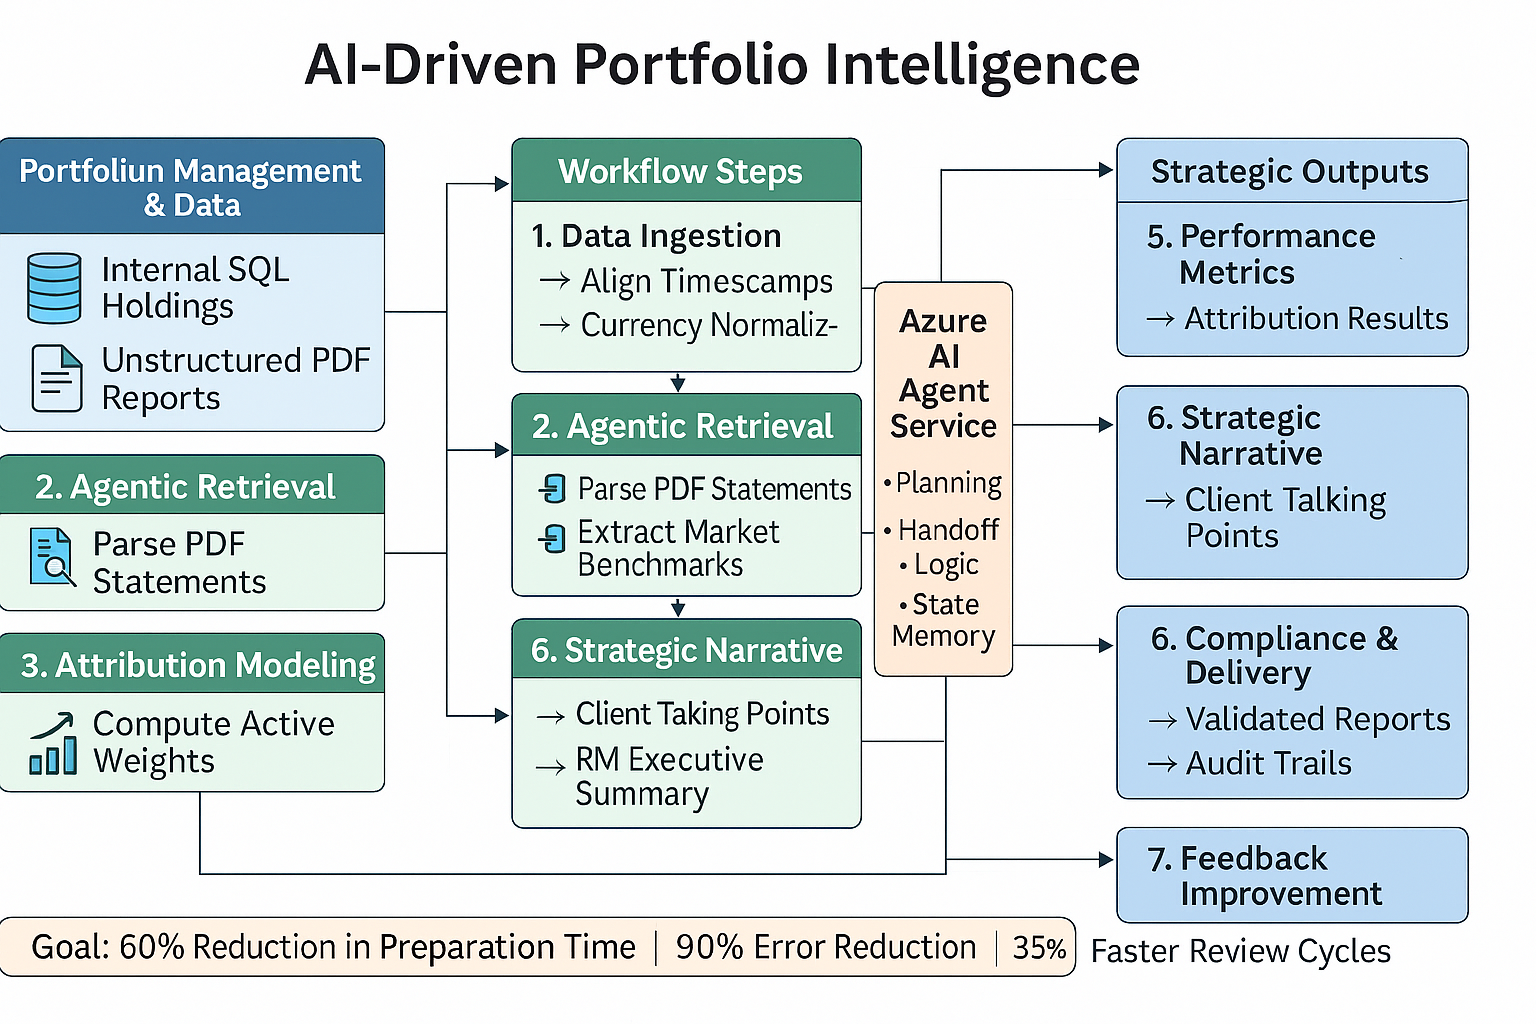 AI-Driven Portfolio Intelligence
Portfoliun Management
& Data
Internal SQL
Holdings
Unstructured PDF
Reports
2. Agentic Retrieval
Parse PDF
Statements
3. Attribution Modeling
Compute Active
Weights
Workflow Steps
1. Data Ingestion
→ Align Timescamps
→ Currency Normaliz-
2. Agentic Retrieval
Parse PDF Statements
Extract Market
Benchmarks
6. Strategic Narrative
→ Client Taking Points
→ RM Executive
Summary
Azure
AI
Agent
Service
• Planning
• Handoff
• Logic
• State
Memory
Strategic Outputs
5. Performance
Metrics
→ Attribution Results
6. Strategic
Narrative
→ Client Talking
Points
6. Compliance &
Delivery
→ Validated Reports
→ Audit Trails
7. Feedback
Improvement
Goal: 60% Reduction in Preparation Time | 90% Error Reduction | 35% Faster Review Cycles